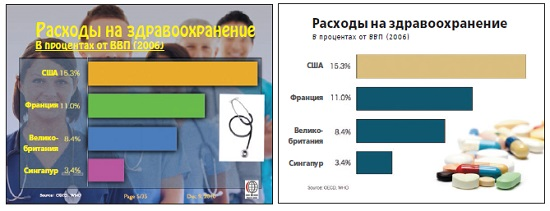 Расходы на здравоохранение
В процентах от ВВП (2006)
США 15.3%
Франция 11.0%
Велико-
британия 8.4%
Сингапур 3.4%
Source: OECD, WHO
Расходы на здравоохранение
В процентах от ВВП (2006)
США 15.3%
Франция 11.0%
Велико-
британия 8.4%
Сингапур 3.4%
Source: OECD, WHO